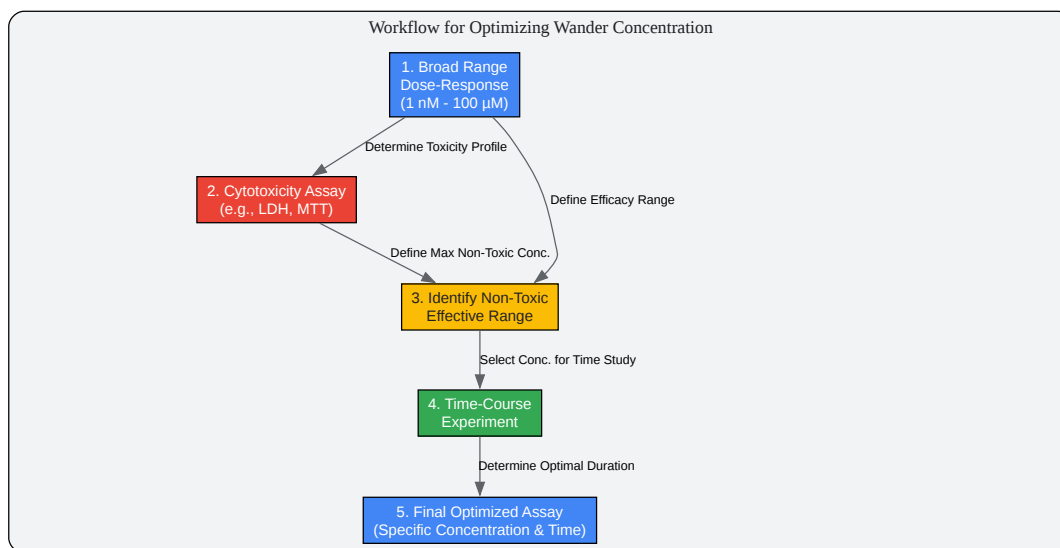 Workflow for Optimizing Wander Concentration
1. Broad Range
Dose-Response
(1 nM - 100 µM)
Determine Toxicity Profile
2. Cytotoxicity Assay
(e.g., LDH, MTT)
Define Efficacy Range
Define Max Non-Toxic Conc.
3. Identify Non-Toxic
Effective Range
Select Conc. for Time Study
4. Time-Course
Experiment
Determine Optimal Duration
5. Final Optimized Assay
(Specific Concentration & Time)